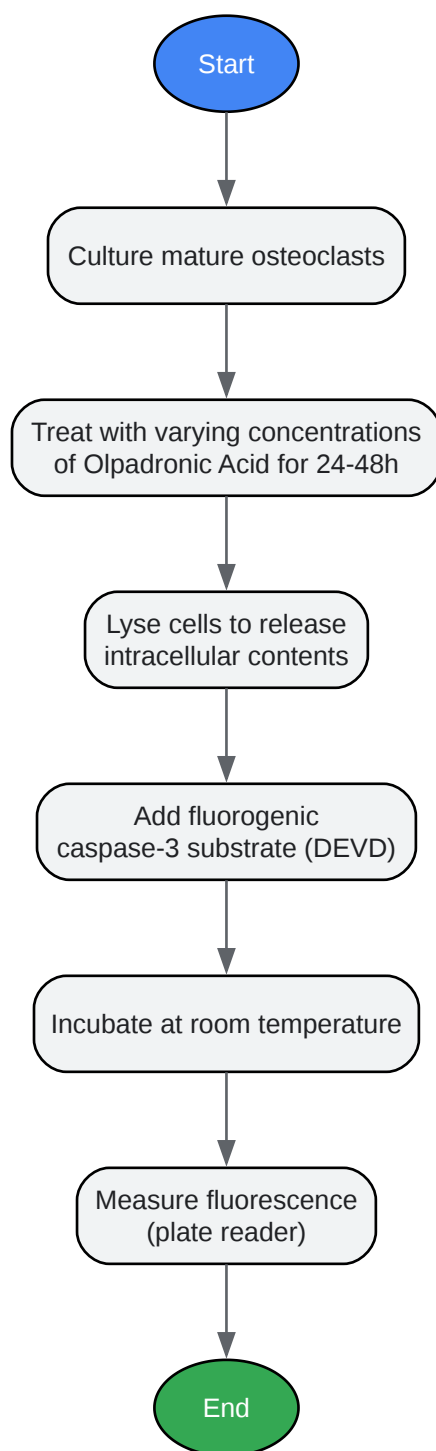 Start
Culture mature osteoclasts
Treat with varying concentrations
of Olpadronic Acid for 24-48h
Lyse cells to release
intracellular contents
Add fluorogenic
caspase-3 substrate (DEVD)
Incubate at room temperature
Measure fluorescence
(plate reader)
End